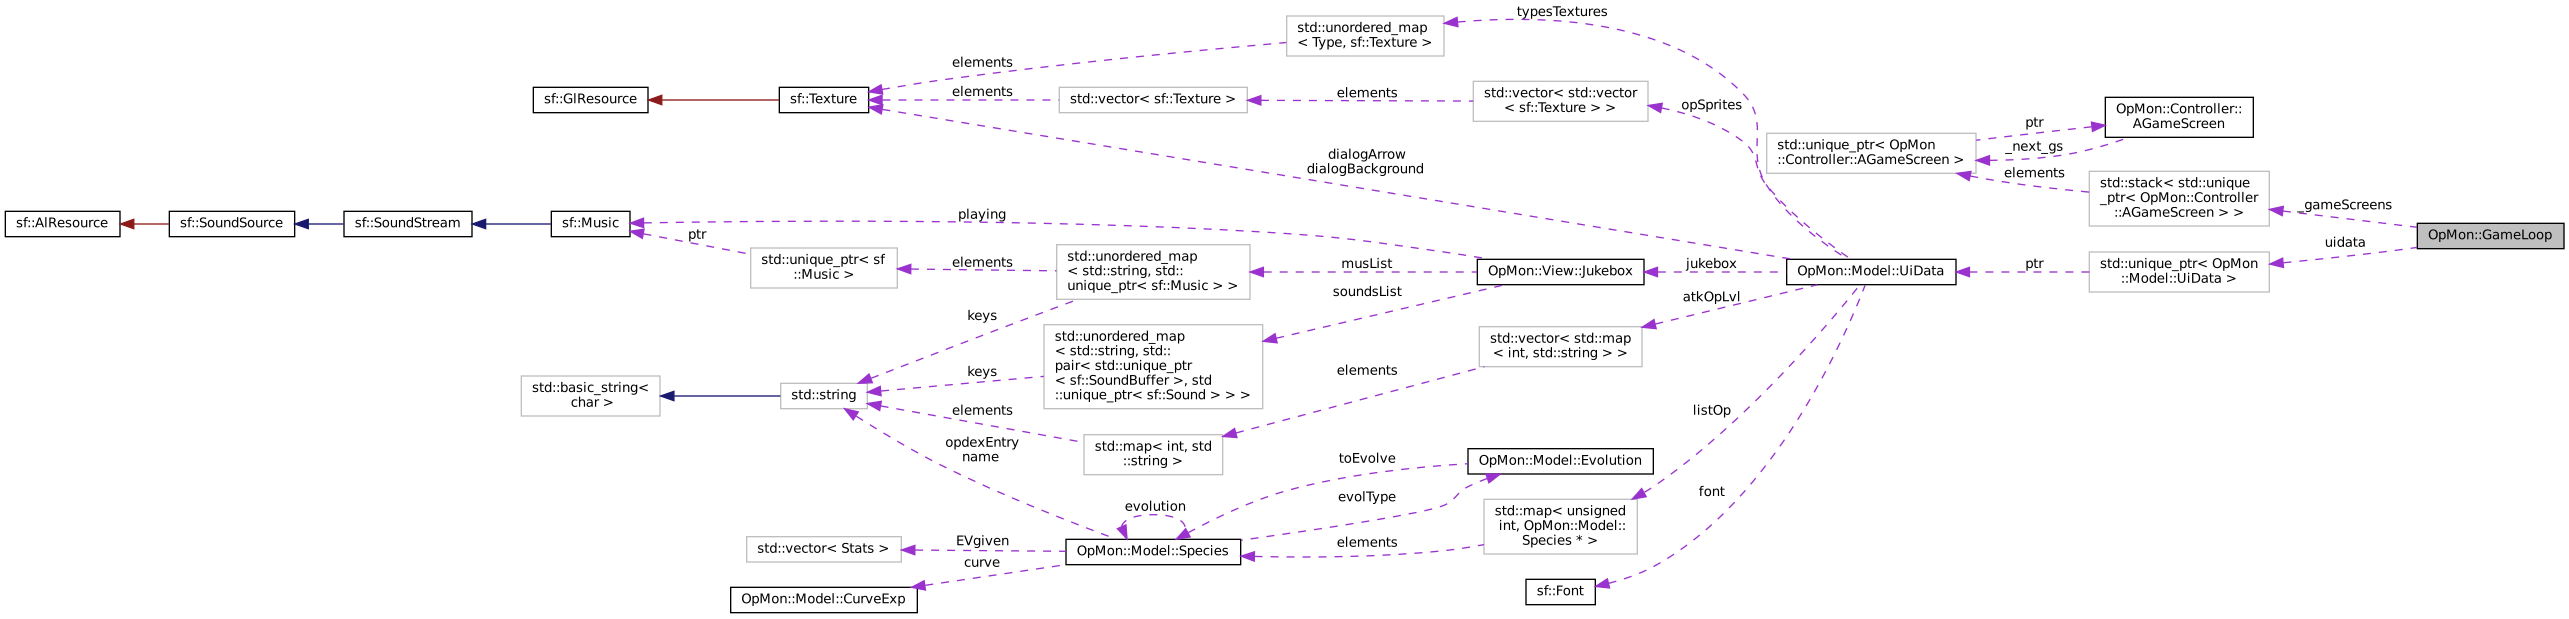 typesTextures
std::unordered_map
< Type, sf::Texture >
elements
sf::GlResource
sf::Texture
elements
std::vector< sf::Texture >
elements
std::vector< std::vector
< sf::Texture > >
opSprites
OpMon::Controller::
AGameScreen
ptr
_next_gs
std::unique_ptr< OpMon
::Controller::AGameScreen >
dialogArrow
dialogBackground
elements
std::stack< std::unique
_ptr< OpMon::Controller
::AGameScreen > >
_gameScreens
sf::AlResource
sf::SoundSource
sf::SoundStream
sf::Music
playing
ptr
OpMon::GameLoop
uidata
std::unique_ptr< sf
::Music >
elements
std::unordered_map
< std::string, std::
unique_ptr< sf::Music > >
musList
OpMon::View::Jukebox
jukebox
OpMon::Model::UiData
ptr
std::unique_ptr< OpMon
::Model::UiData >
soundsList
atkOpLvl
keys
std::unordered_map
< std::string, std::
pair< std::unique_ptr
< sf::SoundBuffer >, std
::unique_ptr< sf::Sound > > >
std::vector< std::map
< int, std::string > >
keys
elements
std::basic_string<
char >
std::string
elements
listOp
opdexEntry
name
std::map< int, std
::string >
toEvolve
OpMon::Model::Evolution
evolType
font
evolution
std::map< unsigned
int, OpMon::Model::
Species * >
EVgiven
elements
std::vector< Stats >
OpMon::Model::Species
curve
OpMon::Model::CurveExp
sf::Font